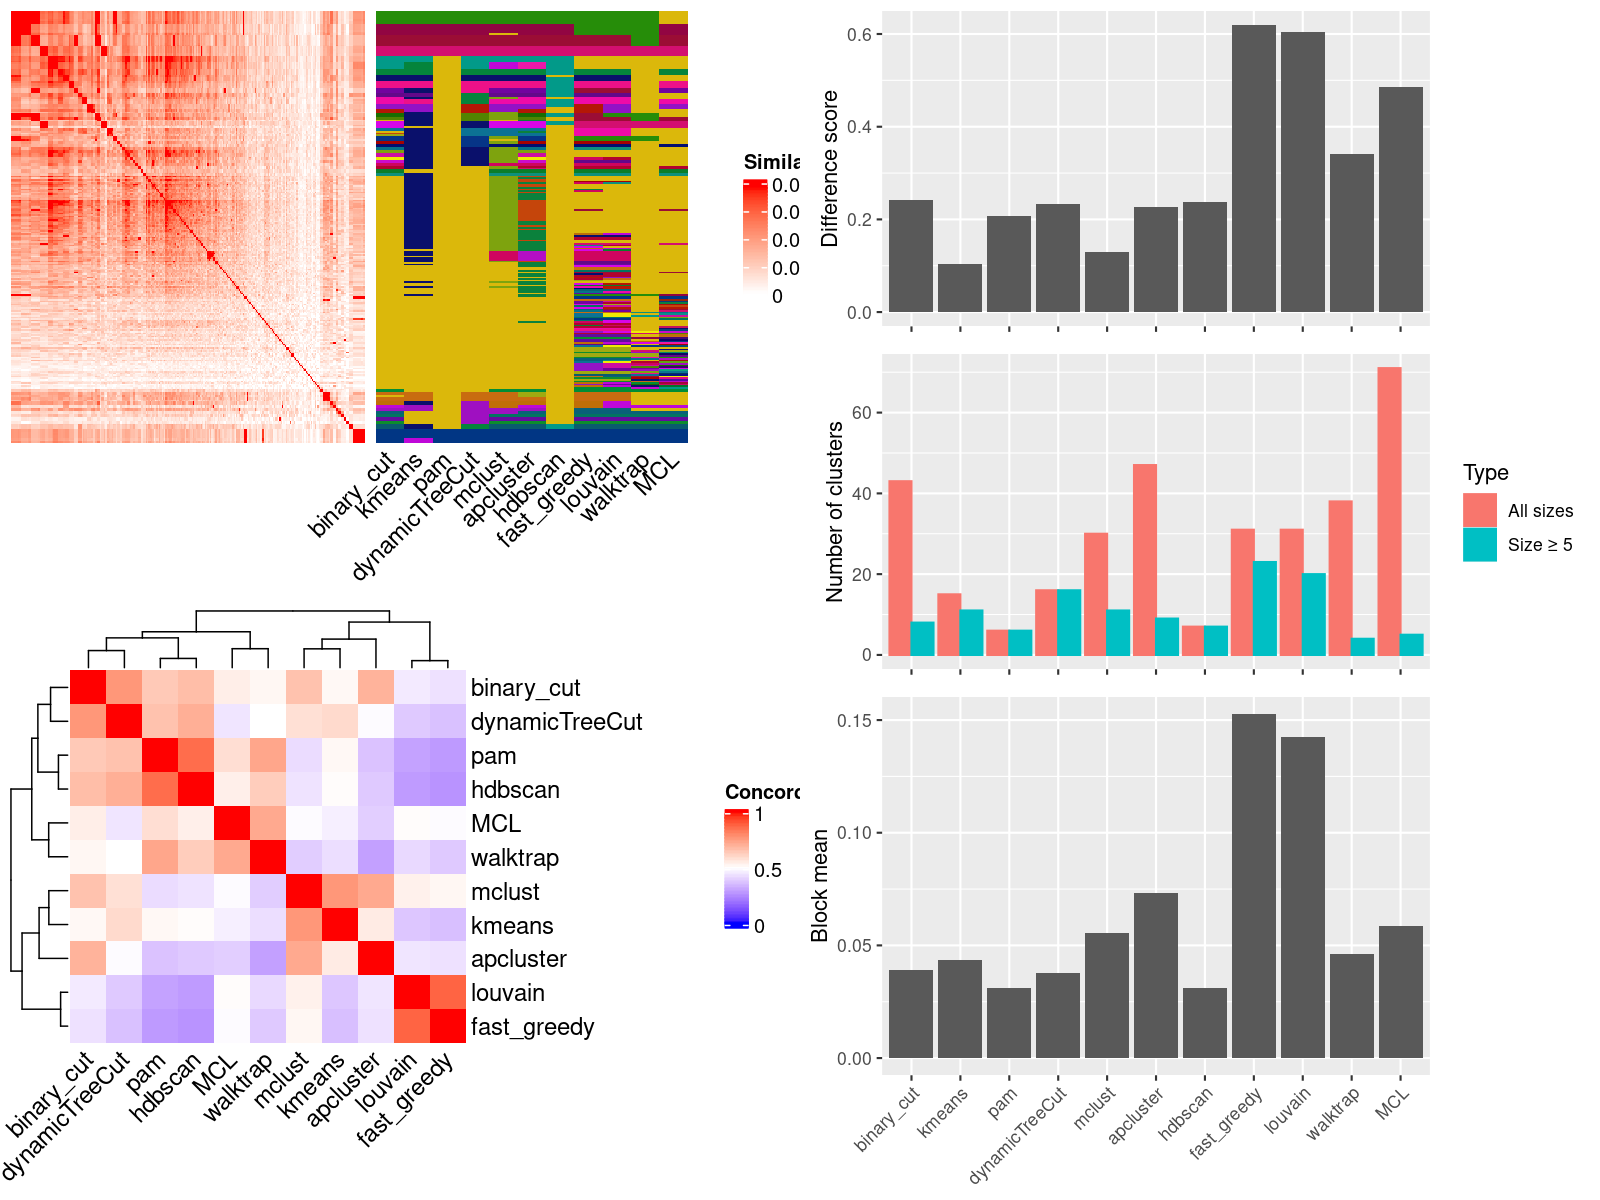 Simila
0.0
0.0
0.0
0.0
0
binary_cut
kmeans
pam
dynamicTreeCut
mclust
apcluster
hdbscan
fast_greedy
louvain
walktrap
MCL
binary_cut
dynamicTreeCut
pam
hdbscan
MCL
walktrap
mclust
kmeans
apcluster
louvain
fast_greedy
Concord
1
0.5
0
binary_cut
dynamicTreeCut
pam
hdbscan
MCL
walktrap
mclust
kmeans
apcluster
louvain
fast_greedy
Difference score
0.6
0.4
0.2
0.0
Number of clusters
60
40
20
0
Type
All sizes
Size ≥ 5
Block mean
0.15
0.10
0.05
0.00
binary_cut
kmeans
pam
dynamicTreeCut
mclust
apcluster
hdbscan
fast_greedy
louvain
walktrap
MCL